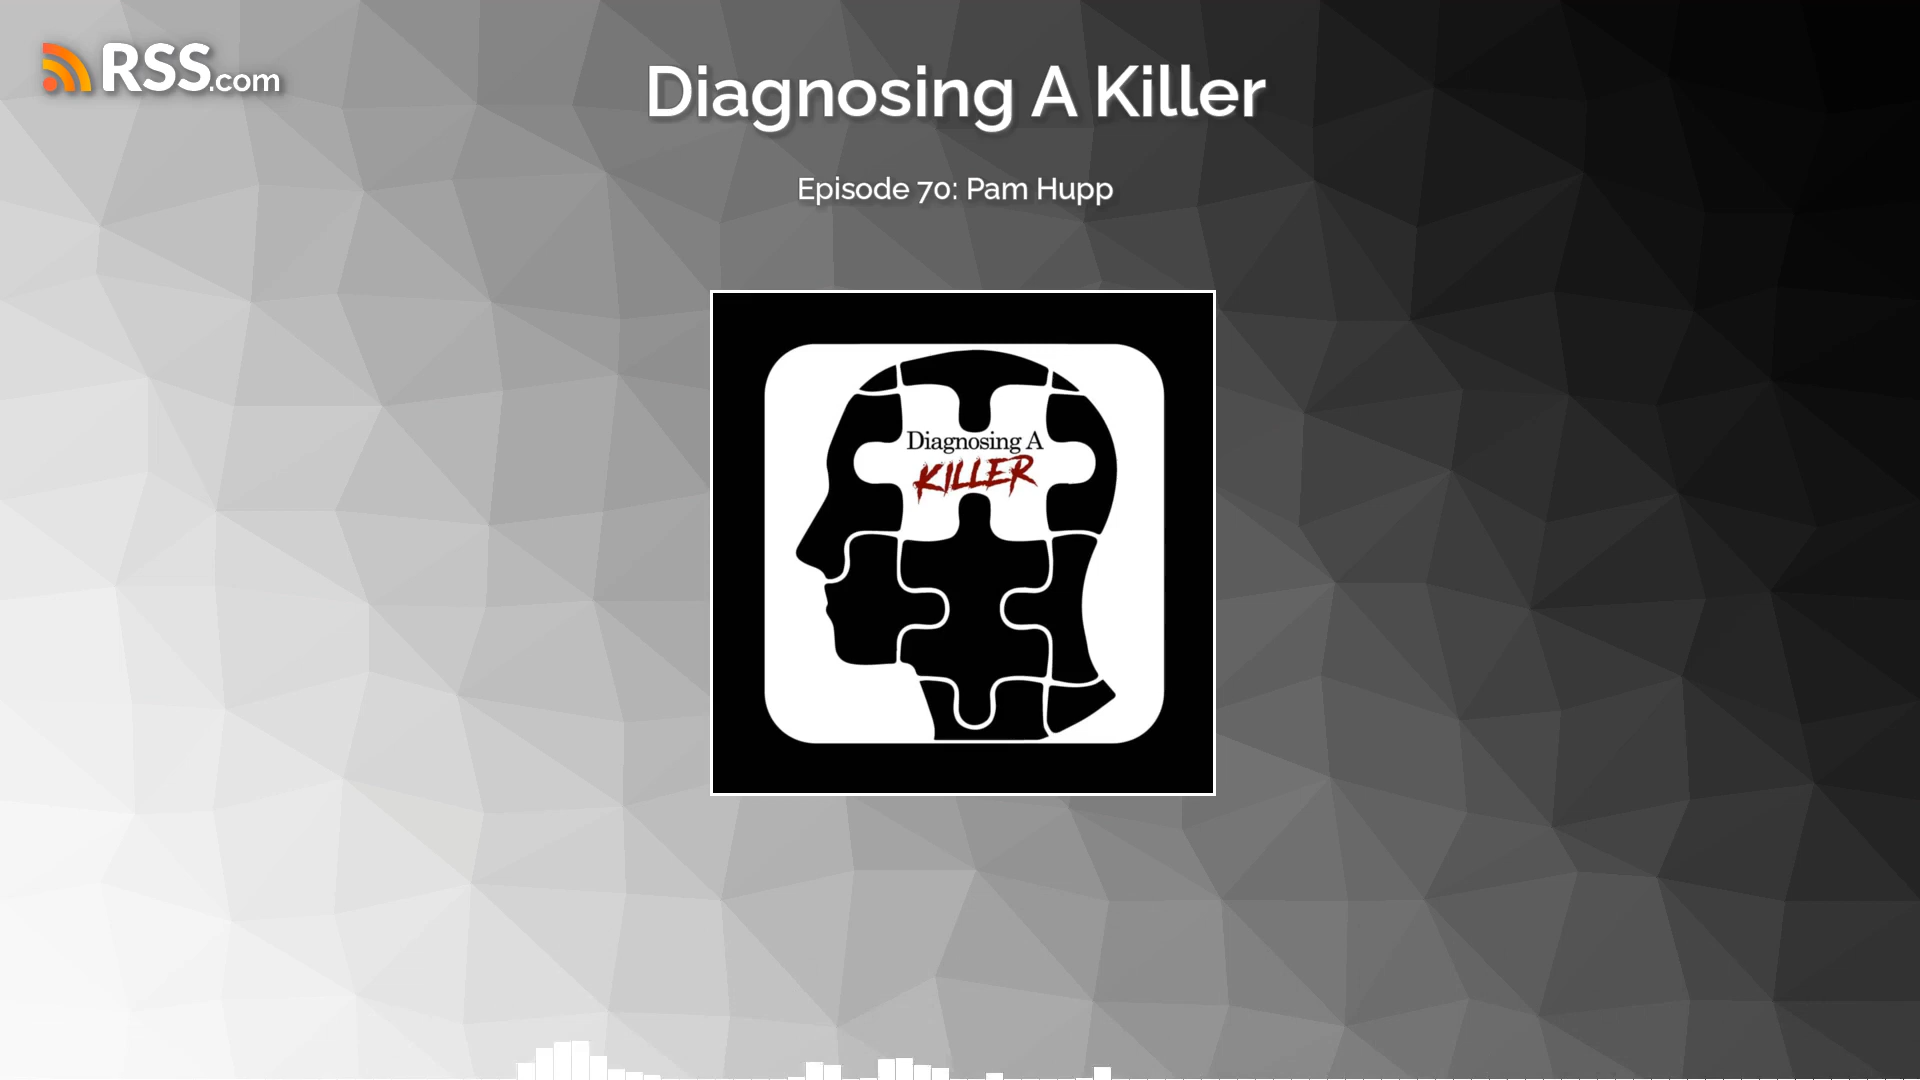 RSS.com
Diagnosing A Killer
Episode 70: Pam Hupp
Diagnosing A
KILLER